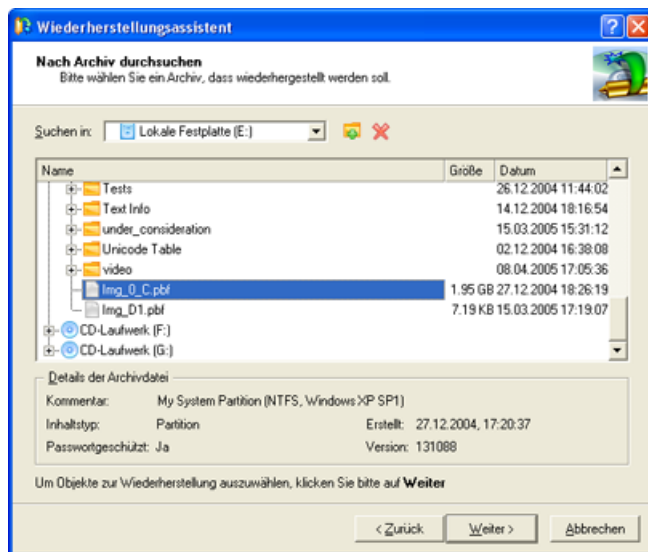 Wiederherstellungsassistent
Nach Archiv durchsuchen
Bitte wählen Sie ein Archiv, dass wiederhergestellt werden soll.
Suchen in: Lokale Festplatte (E:)
Name Größe Datum
Tests 26.12.2004 11:44:02
Text Info 14.12.2004 18:16:54
under_consideration 15.03.2005 15:31:12
Unicode Table 02.12.2004 16:38:08
video 08.04.2005 17:05:36
Img_0_C.pbf 1.95 GB 27.12.2004 18:26:19
Img_D1.pbf 7.19 KB 15.03.2005 17:19:07
CD-Laufwerk (F:)
CD-Laufwerk (G:)
Details der Archivdatei
Kommentar: My System Partition (NTFS, Windows XP SP1)
Inhaltstyp: Partition Erstellt: 27.12.2004, 17:20:37
Passwortgeschützt: Ja Version: 131088
Um Objekte zur Wiederherstellung auszuwählen, klicken Sie bitte auf Weiter
< Zurück Weiter > Abbrechen